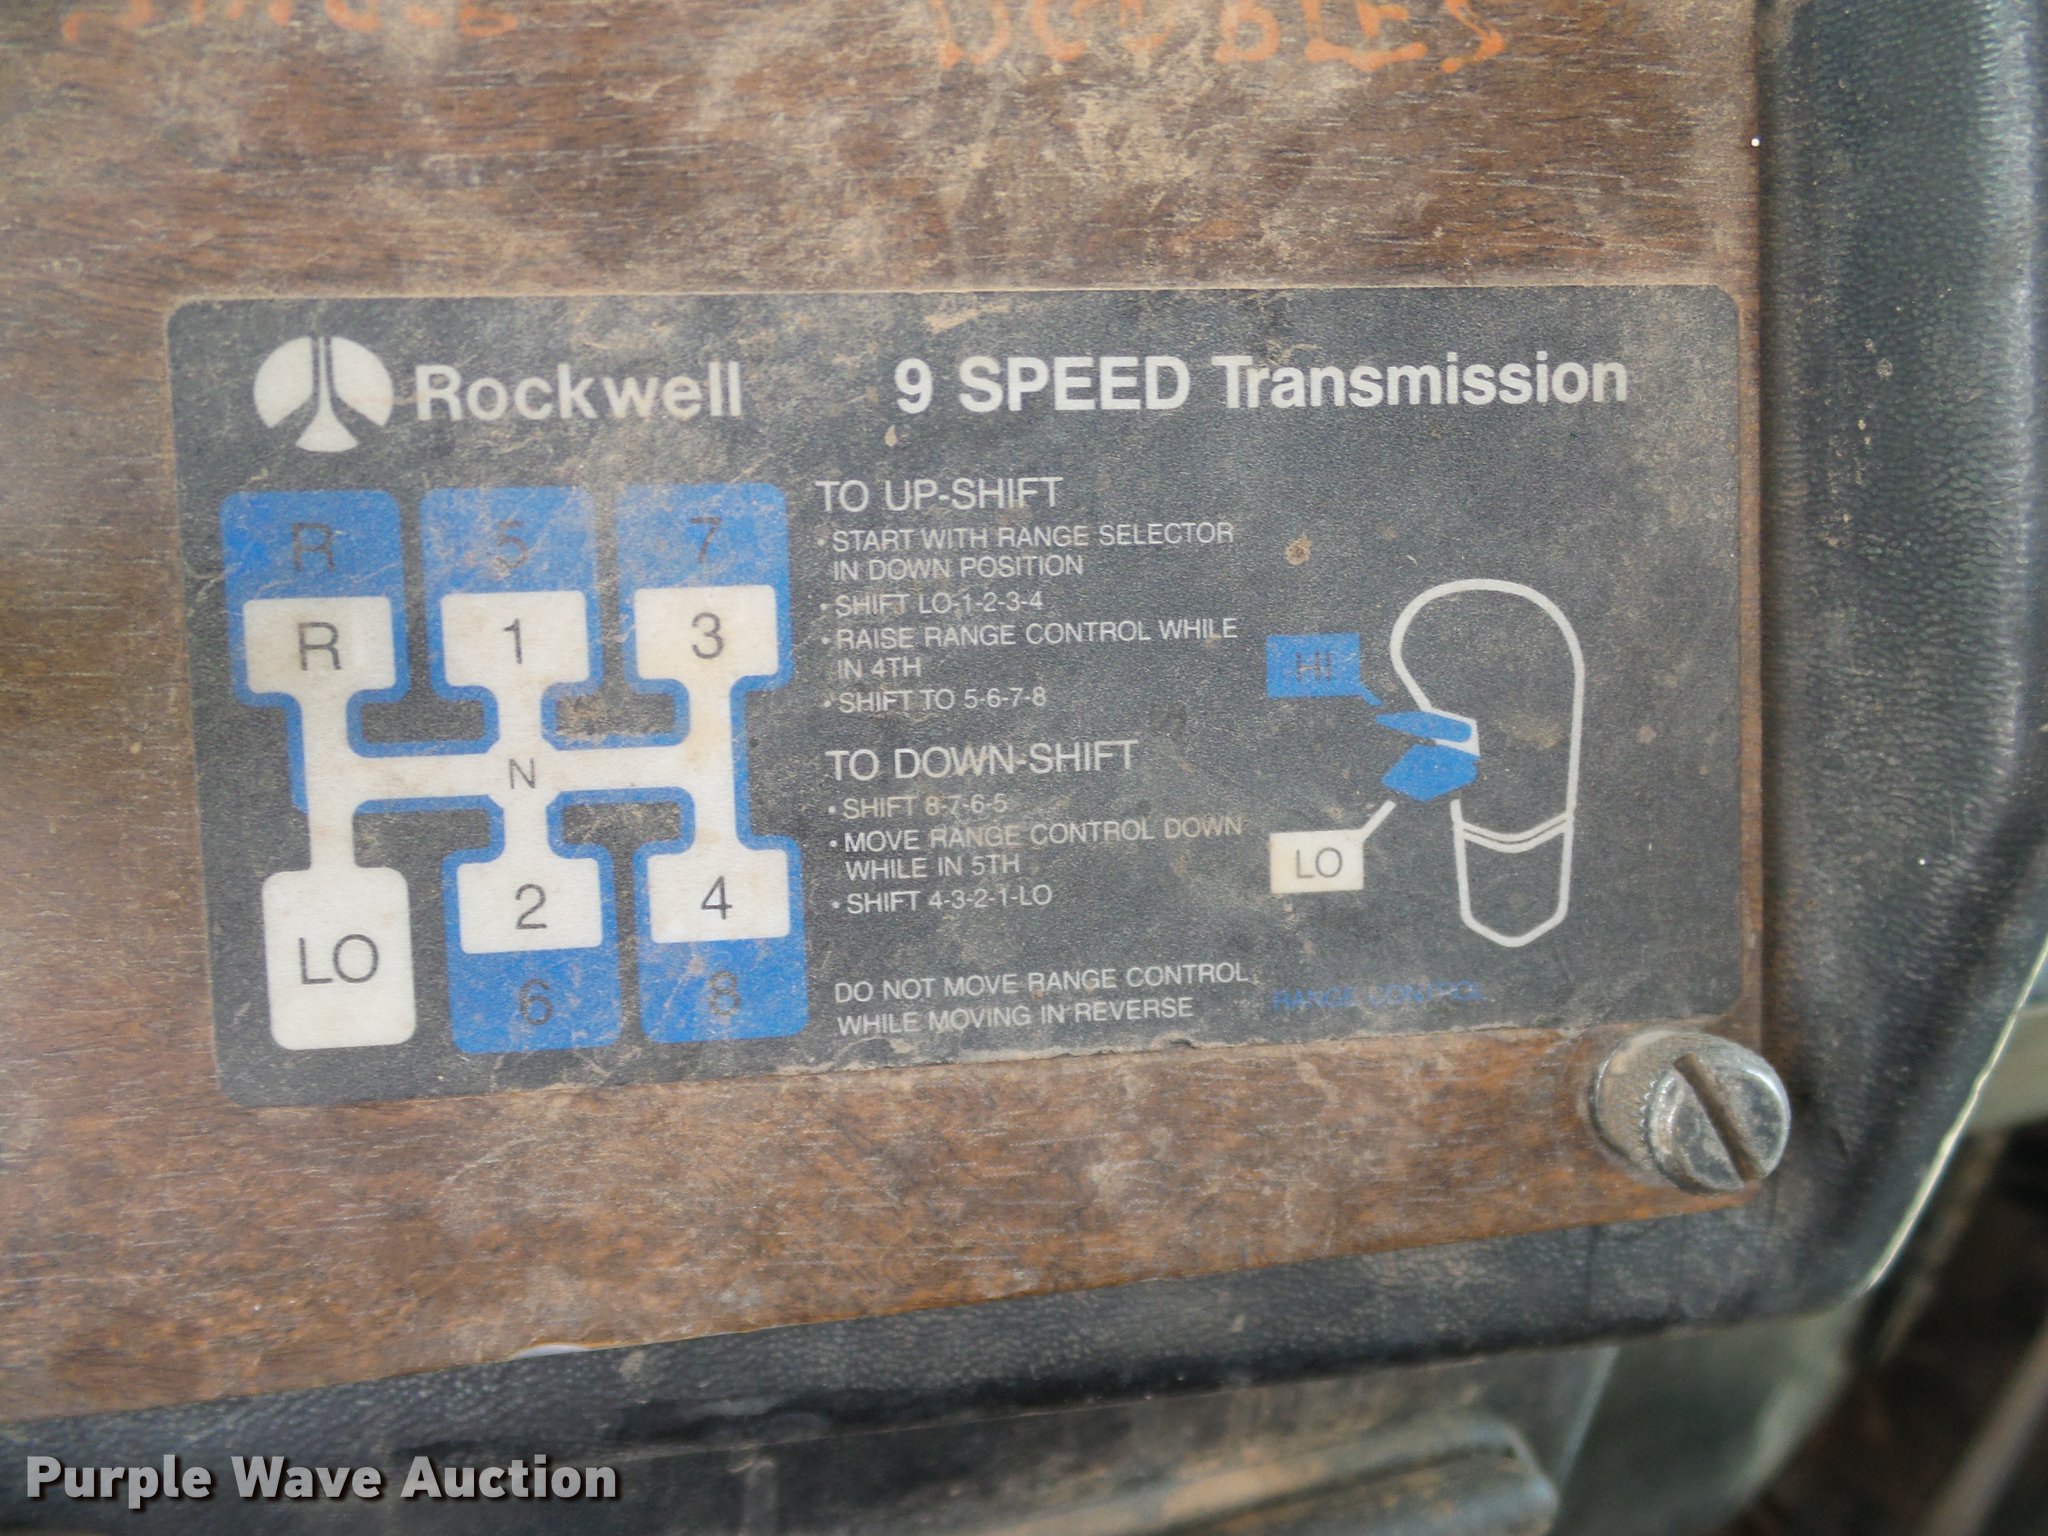 DOUBLES
Rockwell
9 SPEED Transmission
R 5 7
R 1 3
N
LO 2 4
6 8
TO UP-SHIFT
• START WITH RANGE SELECTOR
IN DOWN POSITION
• SHIFT LO-1-2-3-4
• RAISE RANGE CONTROL WHILE
IN 4TH
• SHIFT TO 5-6-7-8
TO DOWN-SHIFT
• SHIFT 8-7-6-5
• MOVE RANGE CONTROL DOWN
WHILE IN 5TH
• SHIFT 4-3-2-1-LO
DO NOT MOVE RANGE CONTROL
WHILE MOVING IN REVERSE
HI
LO
RANGE CONTROL
Purple Wave Auction